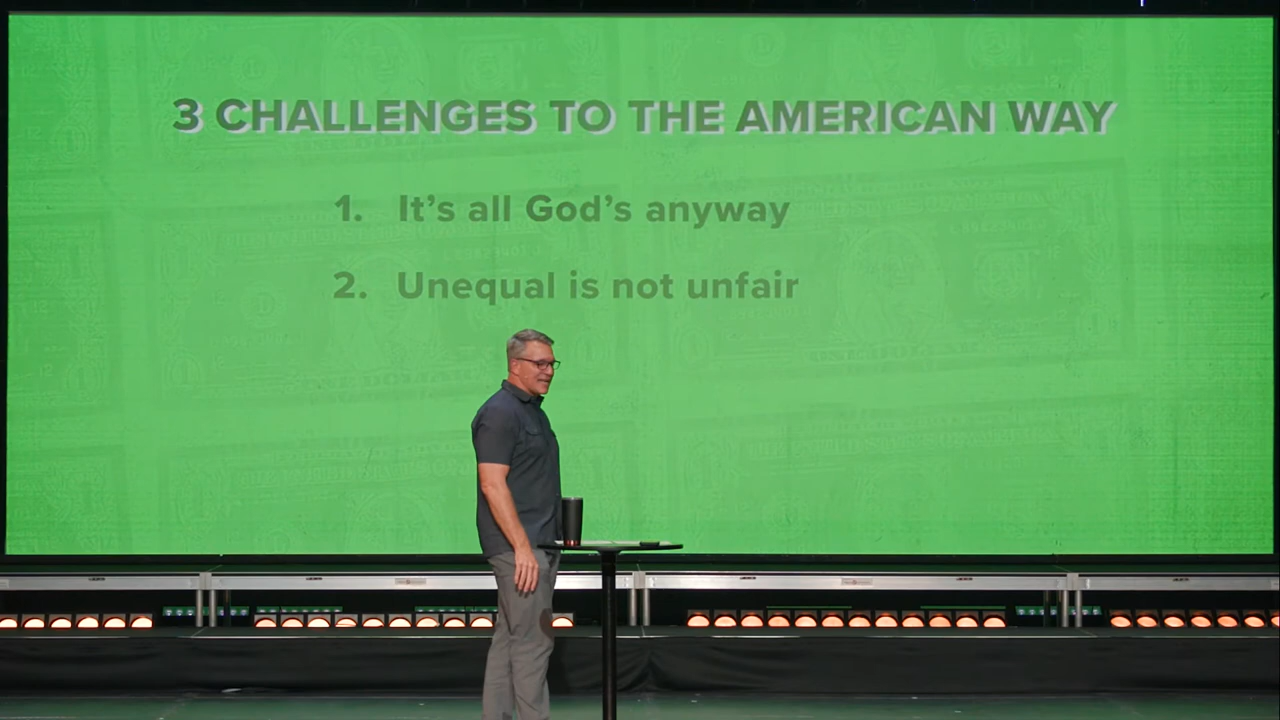 3 CHALLENGES TO THE AMERICAN WAY
1. It’s all God’s anyway
2. Unequal is not unfair